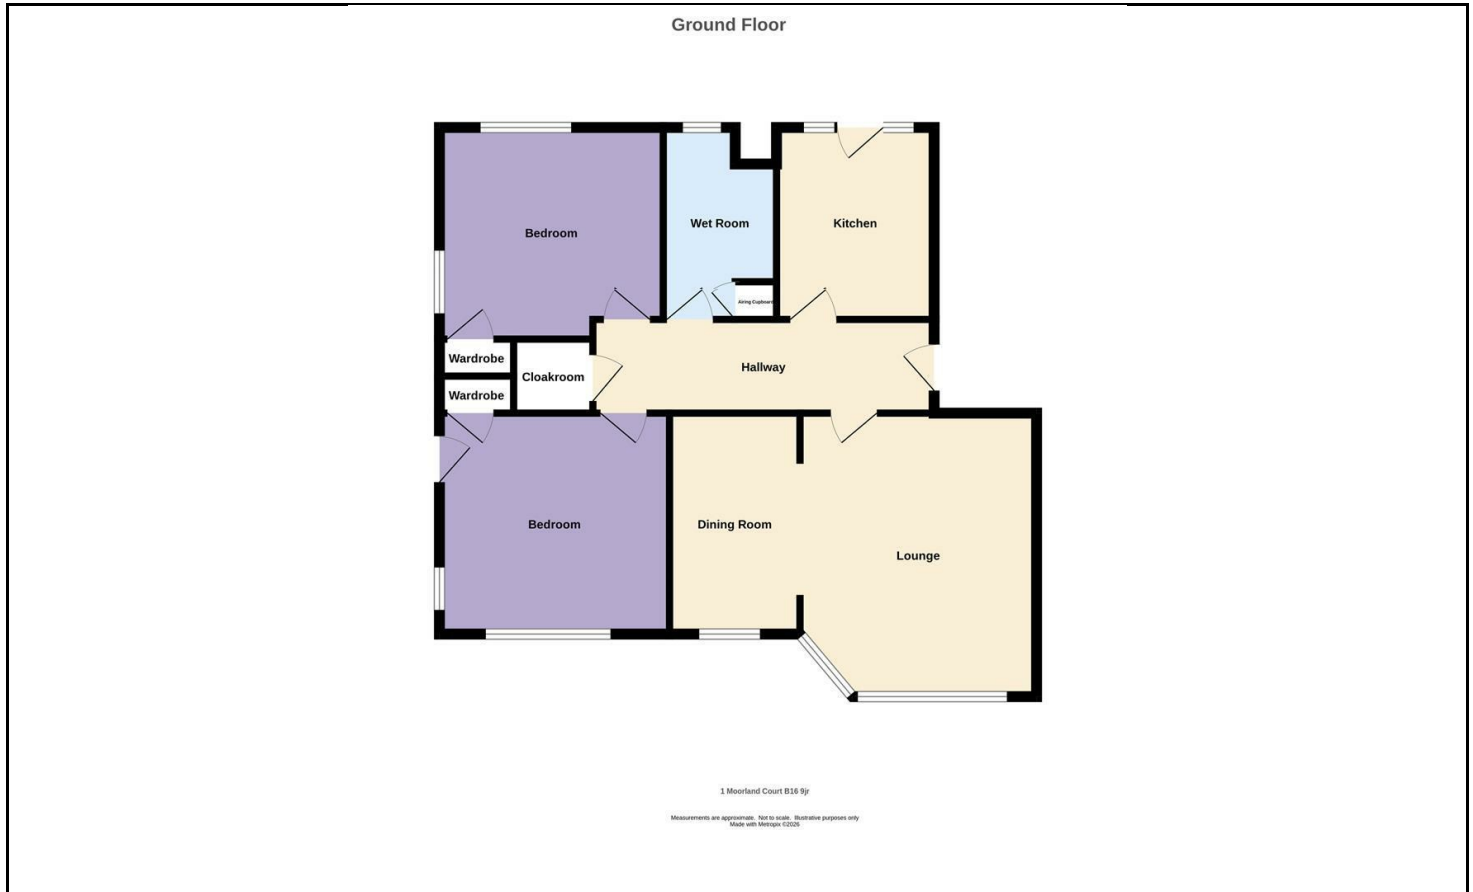 Ground Floor
Bedroom
Wet Room
Kitchen
Airing Cupboard
Wardrobe
Cloakroom
Hallway
Wardrobe
Bedroom
Dining Room
Lounge
1 Moorland Court B16 9jr
Measurements are approximate. Not to scale. Illustrative purposes only
Made with Metropix ©2026